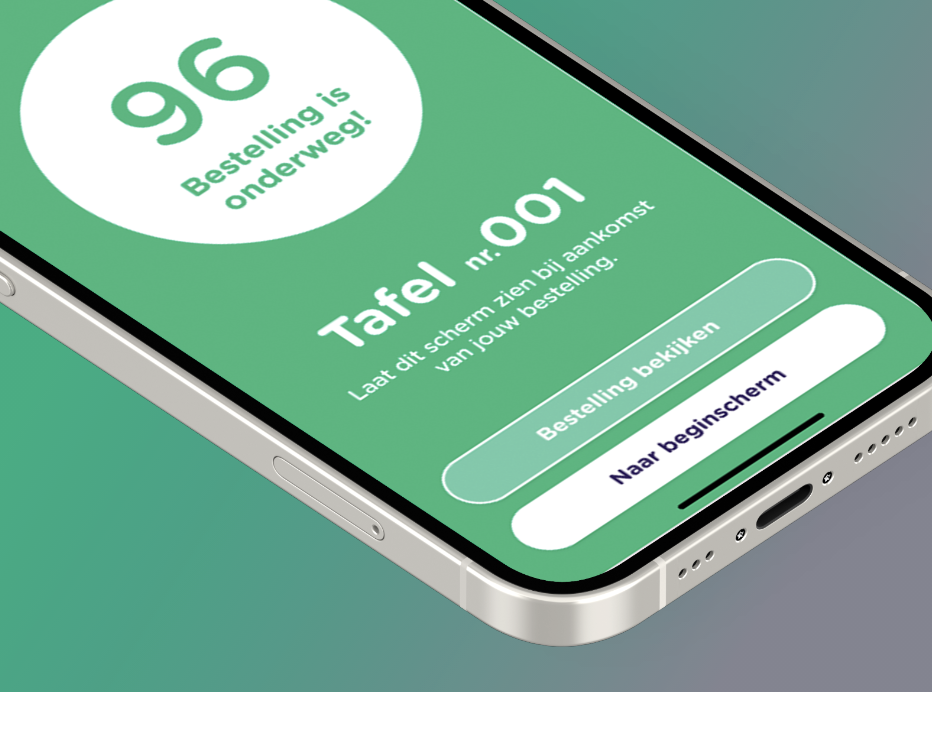 96
Bestelling is
onderweg!
Tafel nr.001
Laat dit scherm zien bij aankomst
van jouw bestelling.
Bestelling bekijken
Naar beginscherm